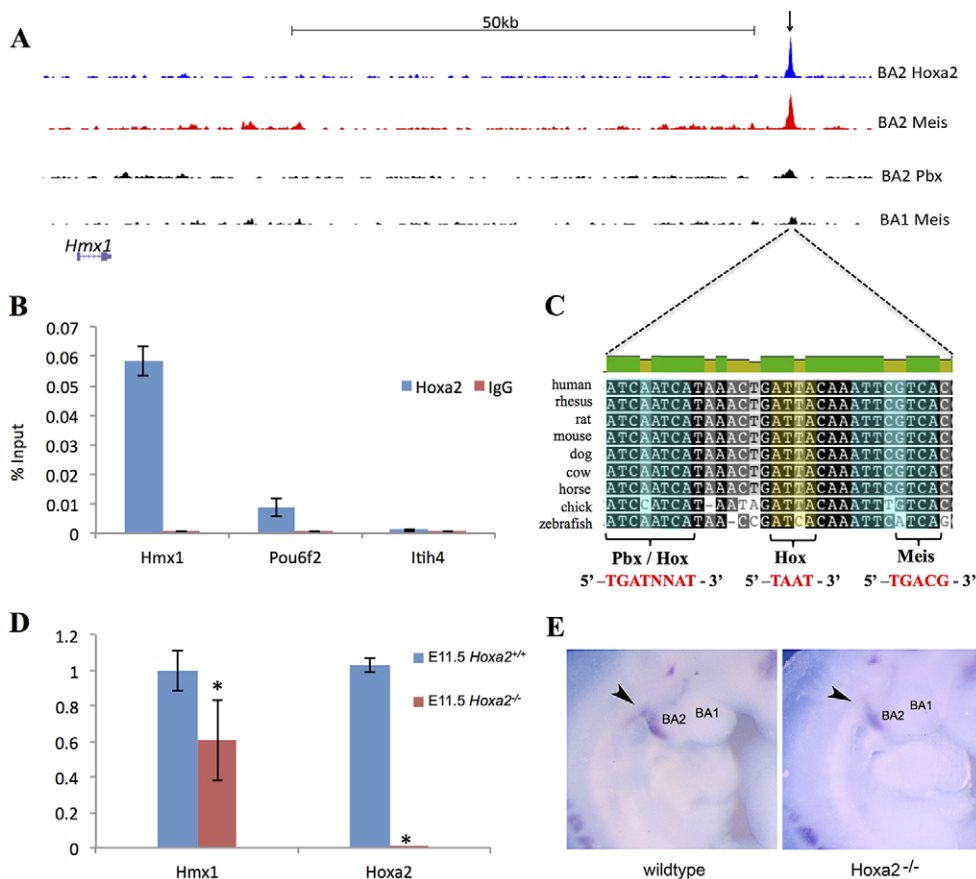 50kb
A
BA2 Hoxa2
BA2 Meis
BA2 Pbx
BA1 Meis
Hmx1
B
0.07
0.06
0.05
0.04
0.03
0.02
0.01
0
% Input
Hoxa2
IgG
Hmx1
Pou6f2
Itih4
C
human ATCAATCATAAACTGATTACAAATTCGTCAC
rhesus ATCAATCATAAACTGATTACAAATTCGTCAC
rat ATCAATCATAAACTGATTACAAATTCGTCAC
mouse ATCAATCATAAACTGATTACAAATTCGTCAC
dog ATCAATCATAAACTGATTACAAATTCGTCAC
cow ATCAATCATAAACTGATTACAAATTCGTCAC
horse ATCAATCATAAACTGATTACAAATTCGTCAC
chick ATCCATCAT-AATAGATTACAAATTTGTCAC
zebrafish ATCAATCATAA-CCGATCACAAATTCATCAG
Pbx / Hox
Hox
Meis
5’ –TGATNNAT - 3’
5’ –TAAT - 3’
5’ –TGACG - 3’
D
1.2
1
0.8
0.6
0.4
0.2
0
*
*
E11.5 Hoxa2+/+
E11.5 Hoxa2-/-
Hmx1
Hoxa2
E
BA2
BA1
BA2
BA1
wildtype
Hoxa2-/-